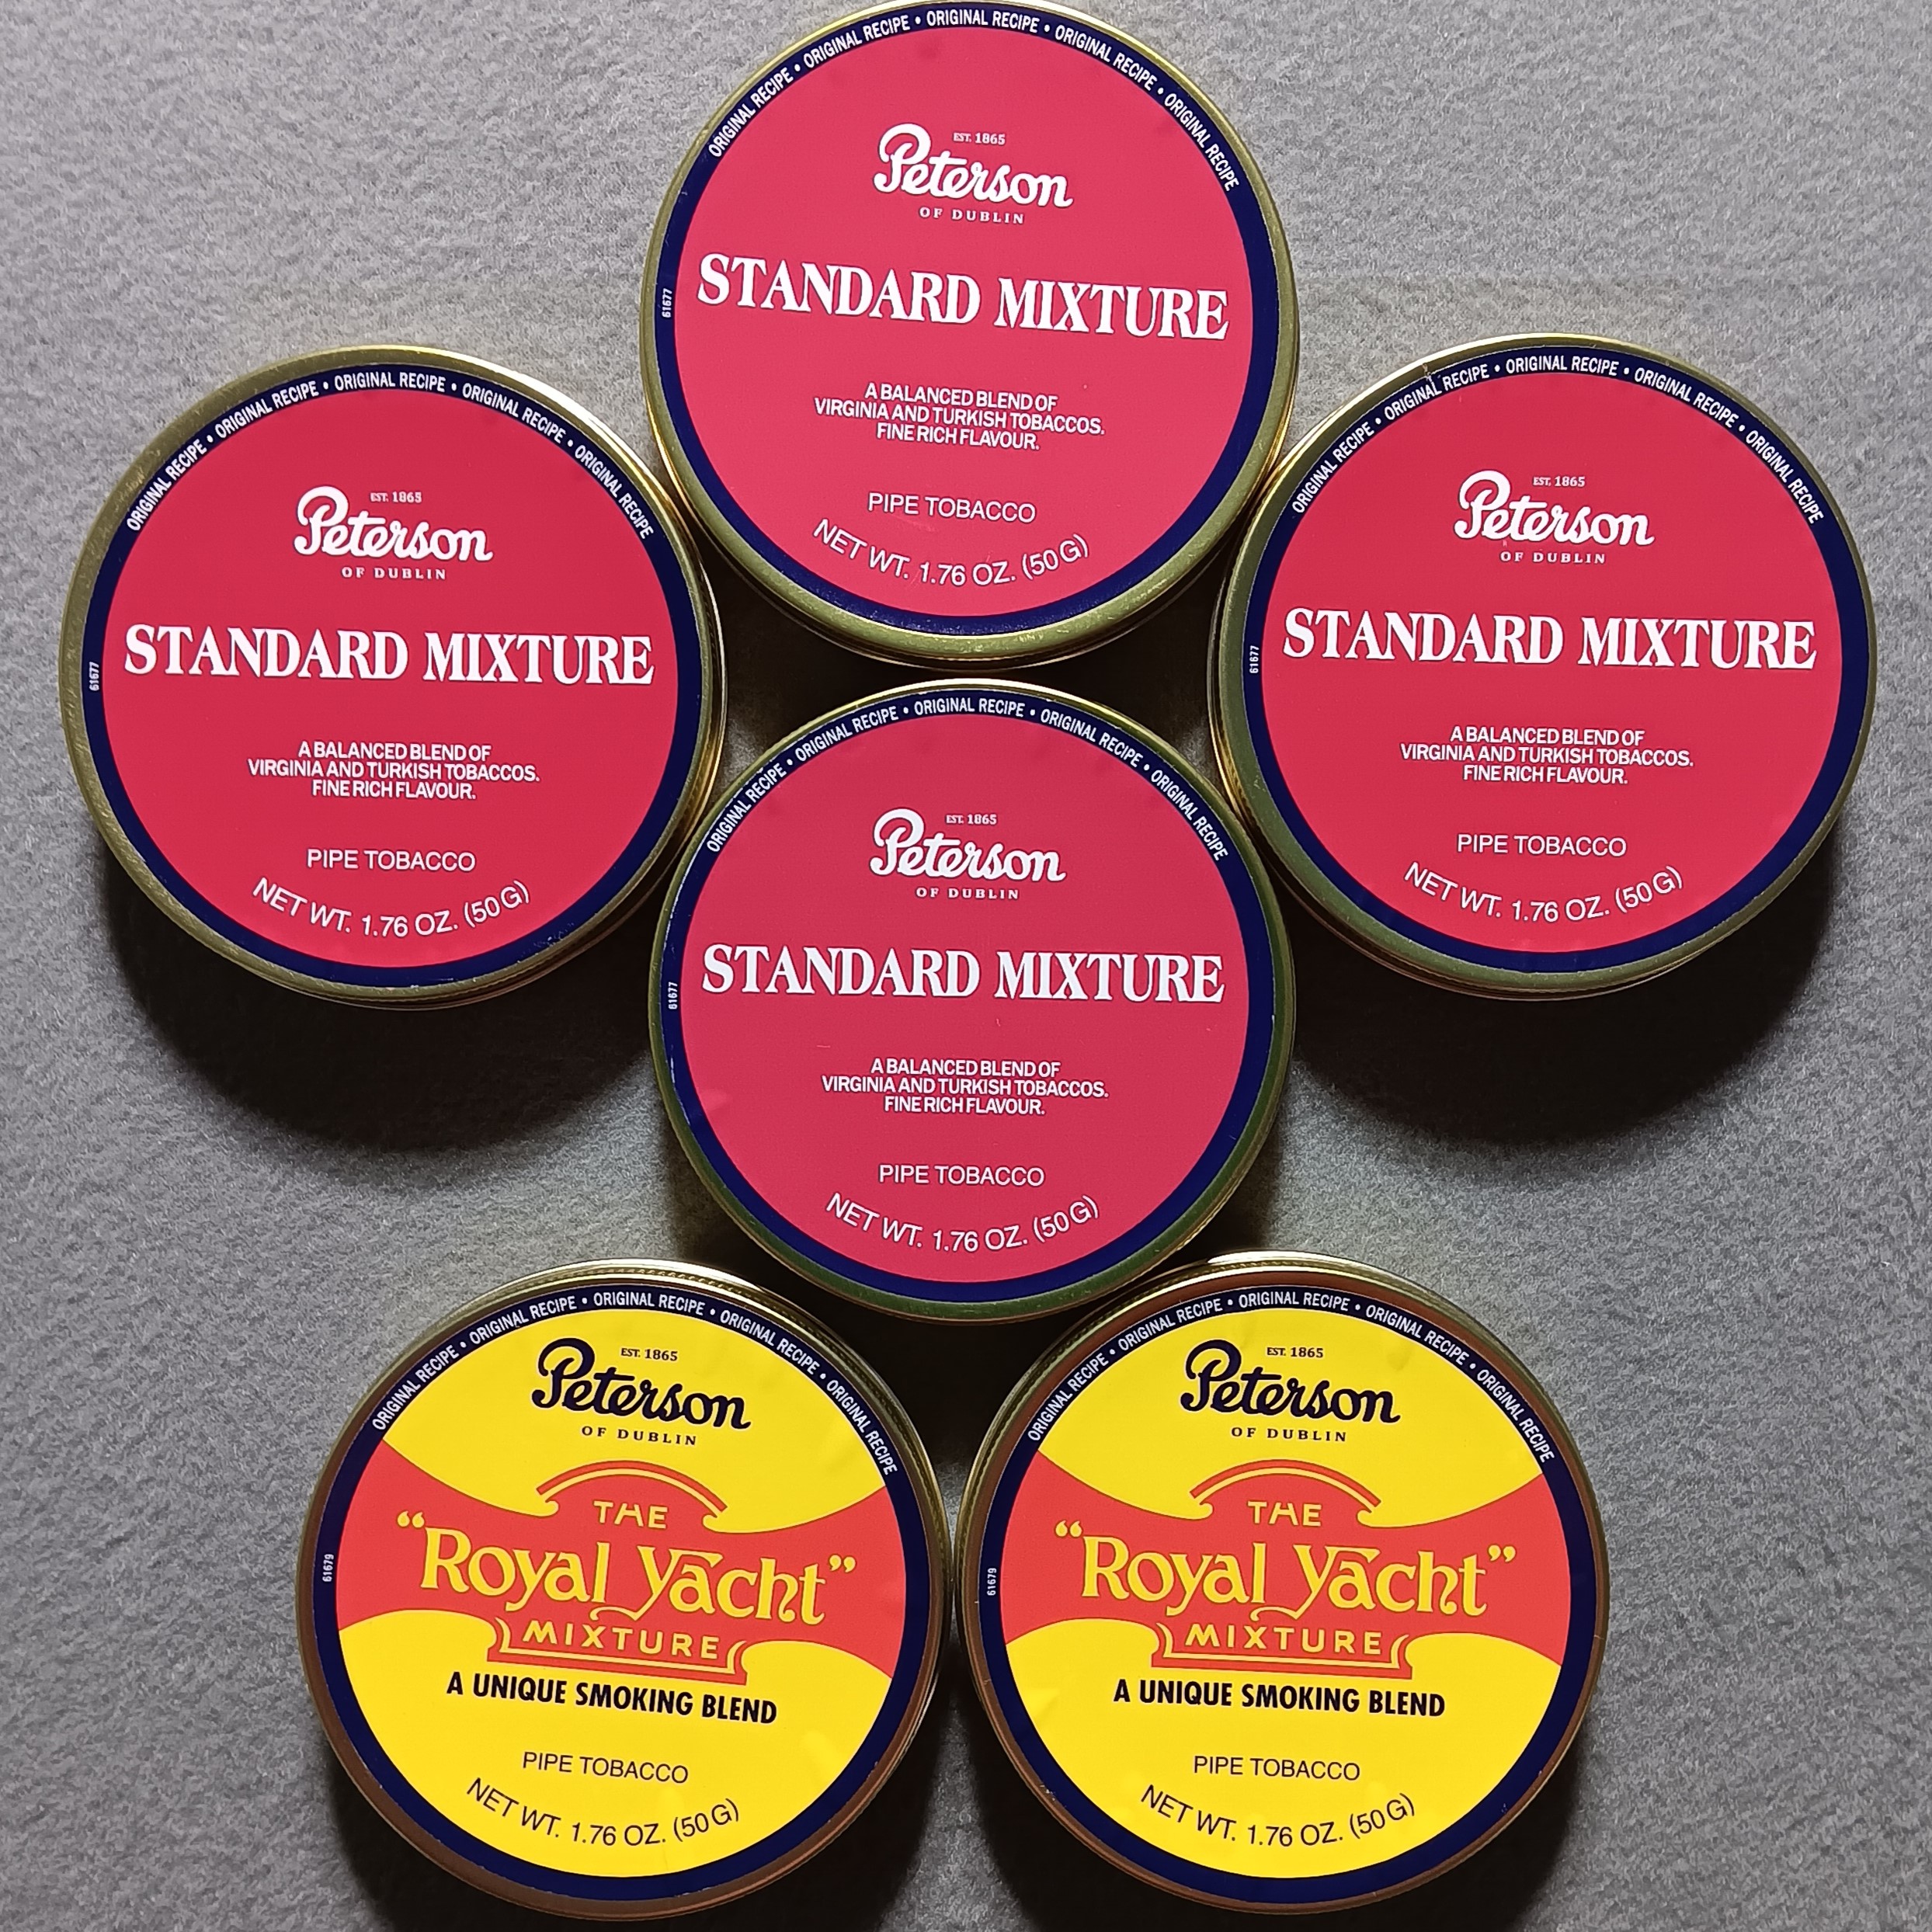 ORIGINAL RECIPE • ORIGINAL RECIPE • ORIGINAL RECIPE • ORIGINAL RECIPE • ORIGINAL RECIPE
EST. 1865
Peterson
OF DUBLIN
STANDARD MIXTURE
A BALANCED BLEND OF
VIRGINIA AND TURKISH TOBACCOS.
FINE RICH FLAVOUR.
PIPE TOBACCO
NET WT. 1.76 OZ. (50 G)
61677
ORIGINAL RECIPE • ORIGINAL RECIPE • ORIGINAL RECIPE • ORIGINAL RECIPE • ORIGINAL RECIPE
EST. 1865
Peterson
OF DUBLIN
STANDARD MIXTURE
A BALANCED BLEND OF
VIRGINIA AND TURKISH TOBACCOS.
FINE RICH FLAVOUR.
PIPE TOBACCO
NET WT. 1.76 OZ. (50 G)
61677
ORIGINAL RECIPE • ORIGINAL RECIPE • ORIGINAL RECIPE • ORIGINAL RECIPE • ORIGINAL RECIPE
EST. 1865
Peterson
OF DUBLIN
STANDARD MIXTURE
A BALANCED BLEND OF
VIRGINIA AND TURKISH TOBACCOS.
FINE RICH FLAVOUR.
PIPE TOBACCO
NET WT. 1.76 OZ. (50 G)
61677
ORIGINAL RECIPE • ORIGINAL RECIPE • ORIGINAL RECIPE • ORIGINAL RECIPE • ORIGINAL RECIPE
EST. 1865
Peterson
OF DUBLIN
STANDARD MIXTURE
A BALANCED BLEND OF
VIRGINIA AND TURKISH TOBACCOS.
FINE RICH FLAVOUR.
PIPE TOBACCO
NET WT. 1.76 OZ. (50 G)
61677
ORIGINAL RECIPE • ORIGINAL RECIPE • ORIGINAL RECIPE • ORIGINAL RECIPE • ORIGINAL RECIPE
EST. 1865
Peterson
OF DUBLIN
THE
“Royal Yacht”
MIXTURE
A UNIQUE SMOKING BLEND
PIPE TOBACCO
NET WT. 1.76 OZ. (50 G)
61679
ORIGINAL RECIPE • ORIGINAL RECIPE • ORIGINAL RECIPE • ORIGINAL RECIPE • ORIGINAL RECIPE
EST. 1865
Peterson
OF DUBLIN
THE
“Royal Yacht”
MIXTURE
A UNIQUE SMOKING BLEND
PIPE TOBACCO
NET WT. 1.76 OZ. (50 G)
61679